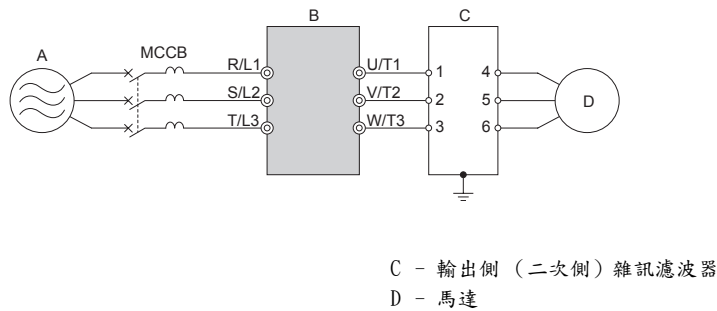 B
C
A
MCCB
R/L1
U/T1
1
4
S/L2
V/T2
2
5
D
T/L3
W/T3
3
6
C － 輸出側 （二次側）雜訊濾波器
D － 馬達